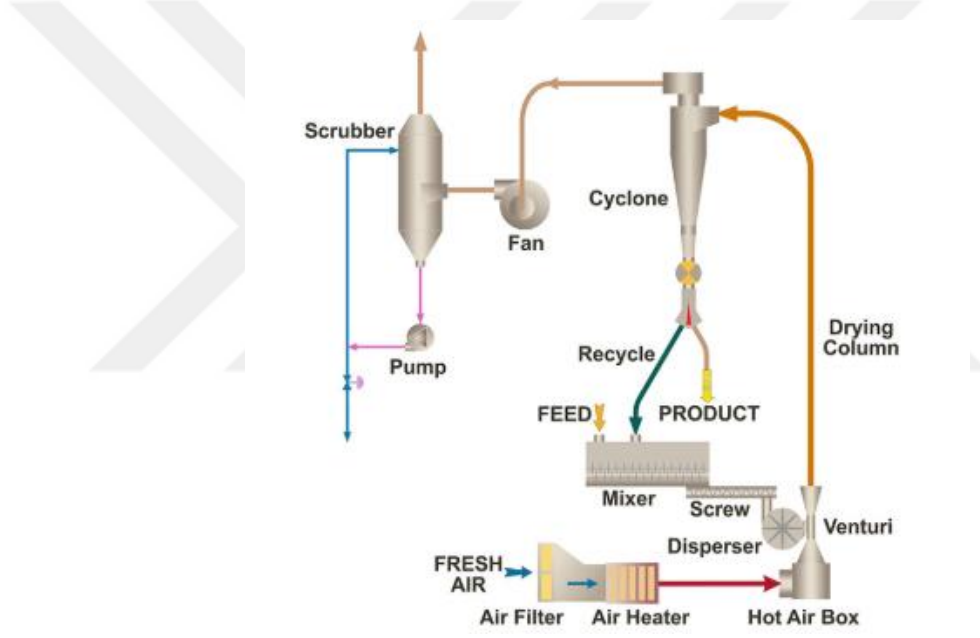 Scrubber
Cyclone
Fan
Drying
Column
Recycle
Pump
FEED
PRODUCT
Mixer
Screw
Venturi
Disperser
FRESH
AIR
Air Filter
Air Heater
Hot Air Box